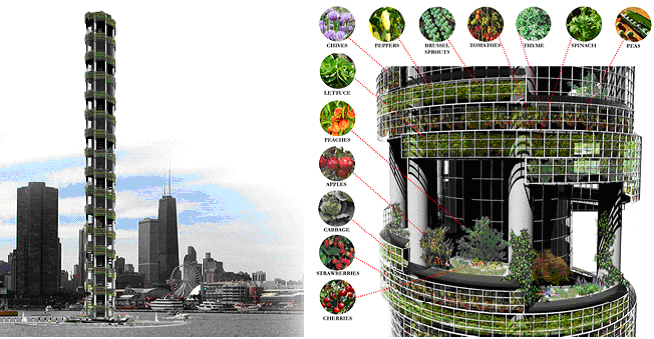 CHIVES
PEPPERS
BRUSSEL
SPROUTS
TOMATOES
THYME
SPINACH
PEAS
LETTUCE
PEACHES
APPLES
CABBAGE
STRAWBERRIES
CHERRIES